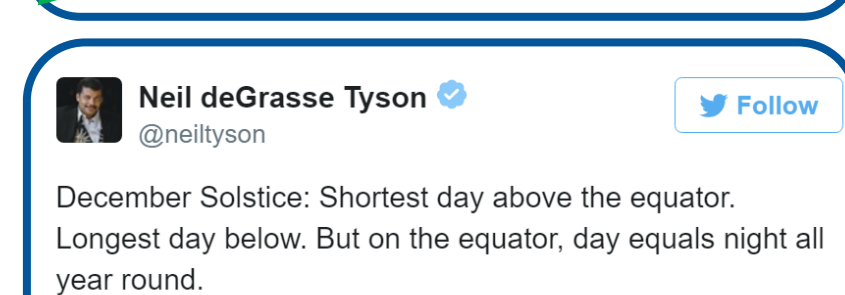 Neil deGrasse Tyson
@neiltyson
Follow
December Solstice: Shortest day above the equator.
Longest day below. But on the equator, day equals night all
year round.